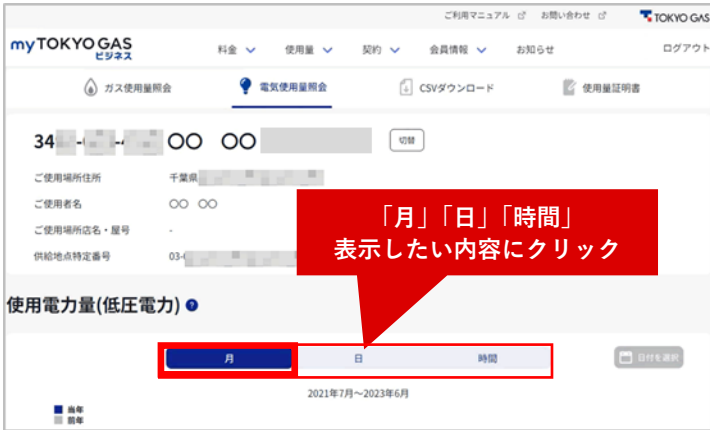 ご利用マニュアル お問い合わせ TOKYO GAS
myTOKYO GAS
ビジネス
料金 使用量 契約 会員情報 お知らせ ログアウト
ガス使用量照会 電気使用量照会 CSVダウンロード 使用量証明書
34 - -4 〇〇 〇〇 切替
ご使用場所住所 千葉県
ご使用者名 〇〇 〇〇
ご使用場所店名・屋号 -
供給地点特定番号 03-
「月」「日」「時間」
表示したい内容にクリック
使用電力量(低圧電力) ?
月 日 時間 日付を選択
2021年7月～2023年6月
当年
前年